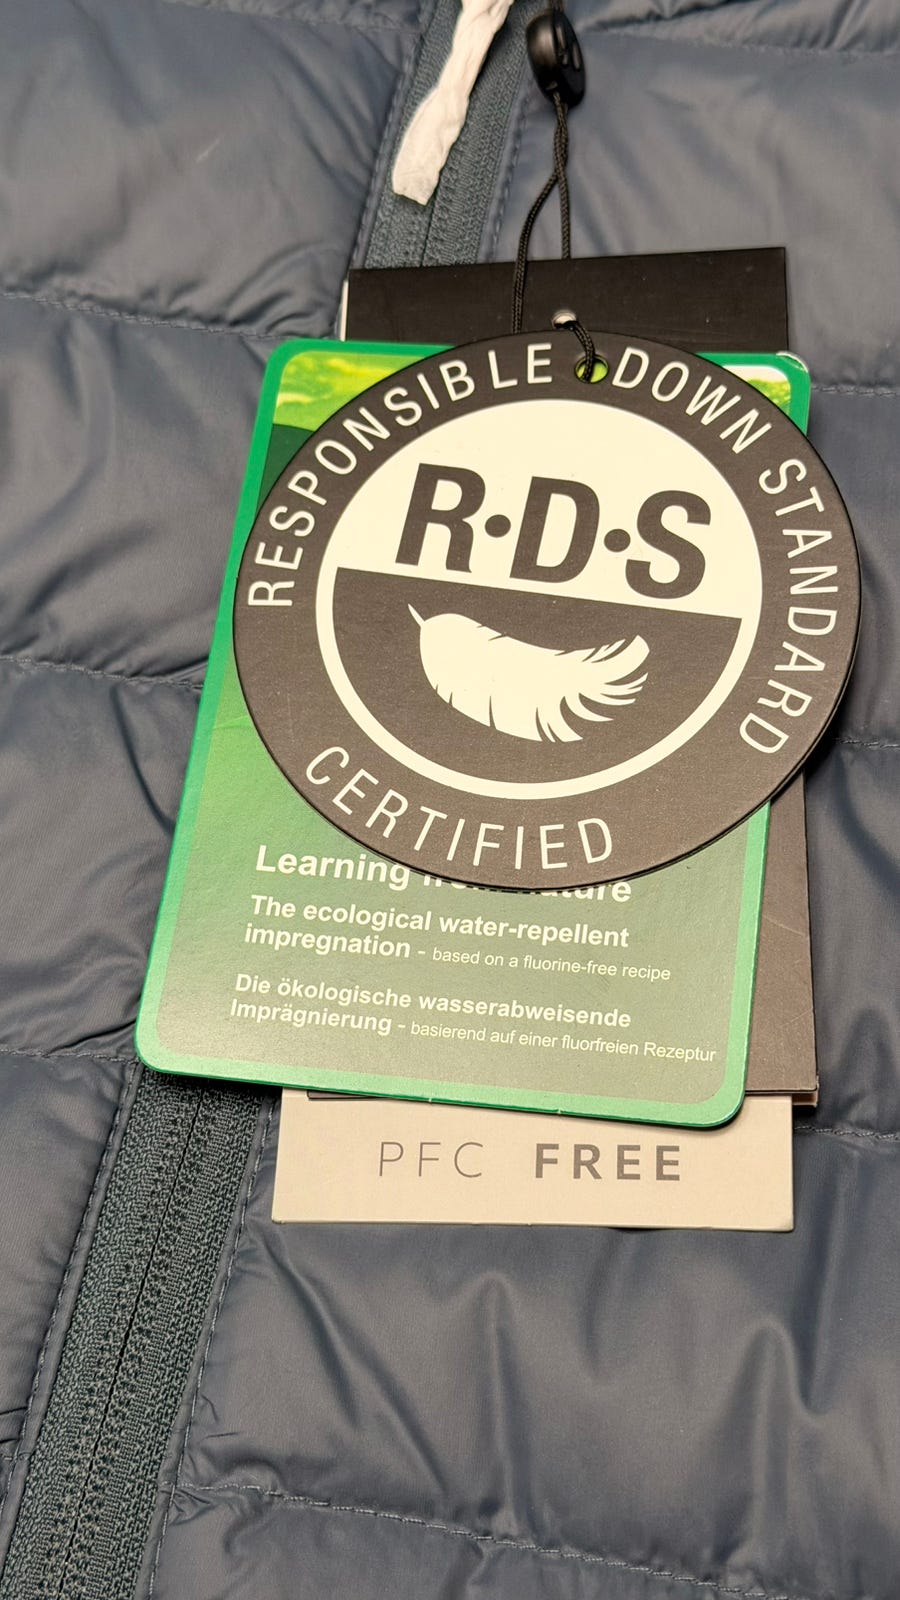 RESPONSIBLE DOWN STANDARD
R·D·S
CERTIFIED
Learning
The ecological water-repellent
impregnation - based on a fluorine-free recipe
Die ökologische wasserabweisende
Imprägnierung - basierend auf einer fluorfreien Rezeptur
PFC FREE